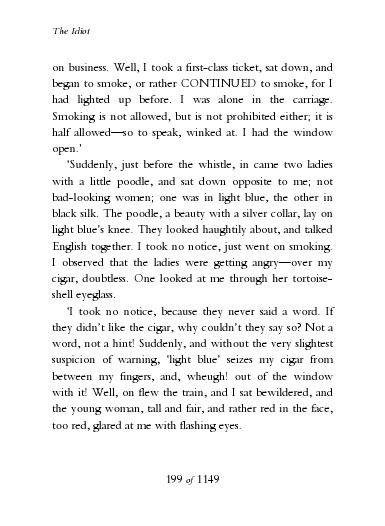 The Idiot
on business. Well, I took a first-class ticket, sat down, and
began to smoke, or rather CONTINUED to smoke, for I
had lighted up before. I was alone in the carriage.
Smoking is not allowed, but is not prohibited either; it is
half allowed—so to speak, winked at. I had the window
open.'
'Suddenly, just before the whistle, in came two ladies
with a little poodle, and sat down opposite to me; not
bad-looking women; one was in light blue, the other in
black silk. The poodle, a beauty with a silver collar, lay on
light blue's knee. They looked haughtily about, and talked
English together. I took no notice, just went on smoking.
I observed that the ladies were getting angry—over my
cigar, doubtless. One looked at me through her tortoise-
shell eyeglass.
'I took no notice, because they never said a word. If
they didn't like the cigar, why couldn't they say so? Not a
word, not a hint! Suddenly, and without the very slightest
suspicion of warning, 'light blue' seizes my cigar from
between my fingers, and, wheugh! out of the window
with it! Well, on flew the train, and I sat bewildered, and
the young woman, tall and fair, and rather red in the face,
too red, glared at me with flashing eyes.
199 of 1149